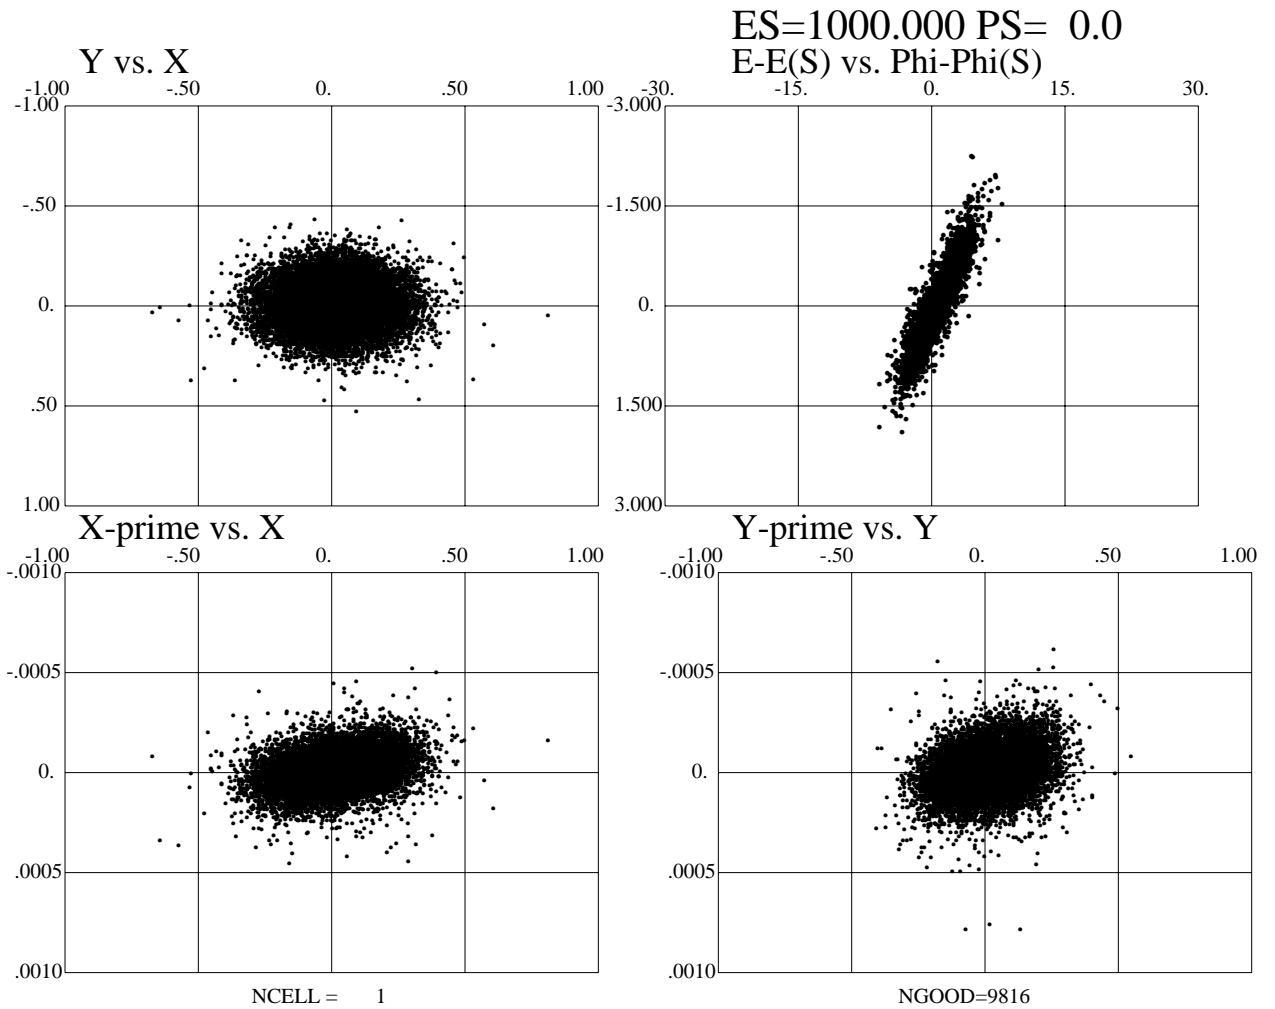 ES=1000.000 PS= 0.0
Y vs. X
E-E(S) vs. Phi-Phi(S)
-1.00 -.50 0. .50 1.00
-30. -15. 0. 15. 30.
-1.00
-.50
0.
.50
1.00
-3.000
-1.500
0.
1.500
3.000
X-prime vs. X
Y-prime vs. Y
-1.00 -.50 0. .50 1.00
-1.00 -.50 0. .50 1.00
-.0010
-.0005
0.
.0005
.0010
-.0010
-.0005
0.
.0005
.0010
NCELL = 1
NGOOD=9816